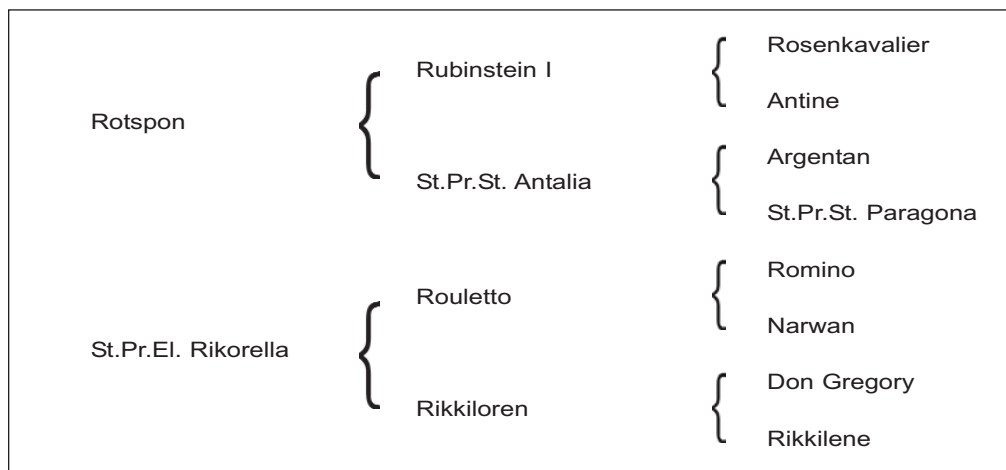 Rosenkavalier
Rubinstein I
Antine
Rotspon
Argentan
St.Pr.St. Antalia
St.Pr.St. Paragona
Romino
Rouletto
Narwan
St.Pr.El. Rikorella
Don Gregory
Rikkiloren
Rikkilene